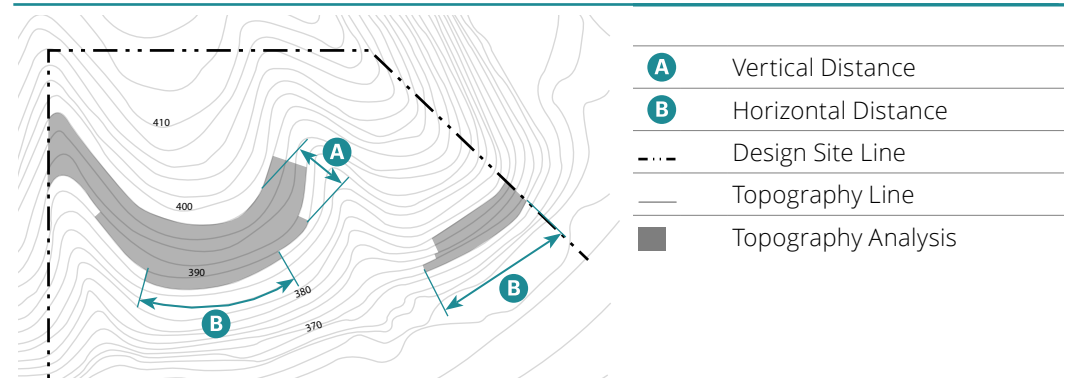 410
A
400
390
B
380
370
B
A Vertical Distance
B Horizontal Distance
Design Site Line
Topography Line
Topography Analysis